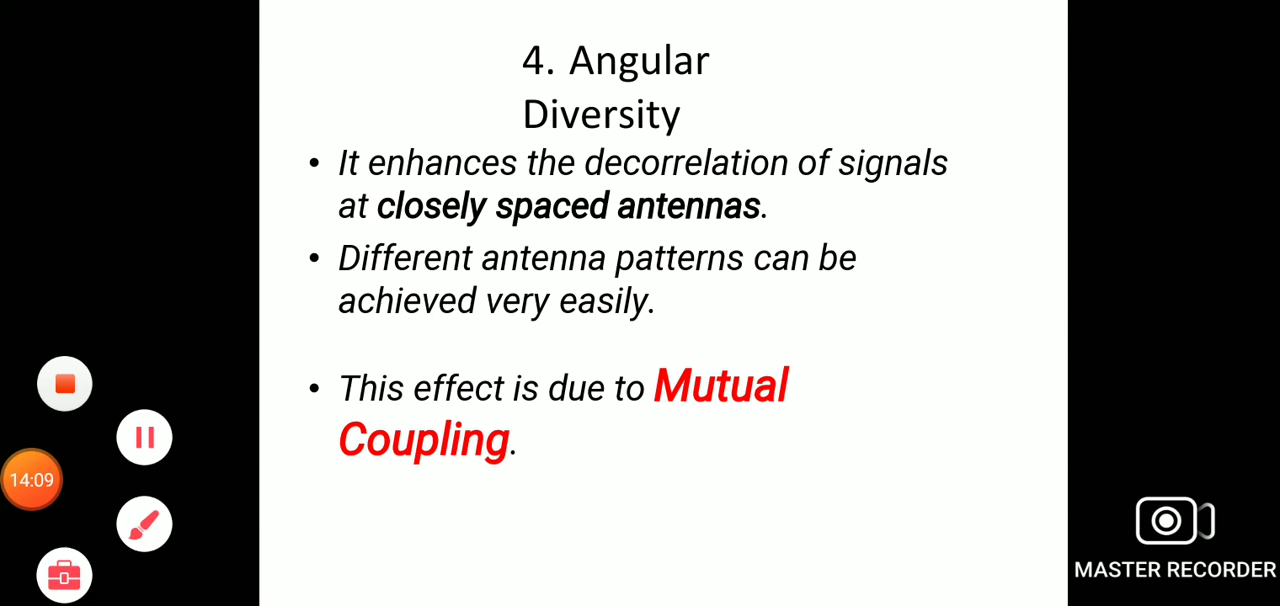 4. Angular
Diversity
• It enhances the decorrelation of signals
at closely spaced antennas.
• Different antenna patterns can be
achieved very easily.
• This effect is due to Mutual
Coupling.
14:09
MASTER RECORDER